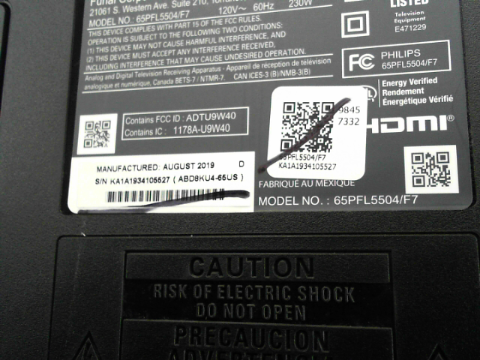 21061 S. Western Ave. Suite 210,
MODEL NO.: 65PFL5504/F7 120V~ 60Hz 230W
THIS DEVICE COMPLIES WITH PART 15 OF THE FCC RULES.
OPERATION IS SUBJECT TO THE FOLLOWING TWO CONDITIONS:
(1) THIS DEVICE MAY NOT CAUSE HARMFUL INTERFERENCE, AND
(2) THIS DEVICE MUST ACCEPT ANY INTERFERENCE RECEIVED,
INCLUDING INTERFERENCE THAT MAY CAUSE UNDESIRED OPERATION.
Analog and Digital Television Receiving Apparatus - Appareil de réception de télévision
analogique et numérique, Canada BETS-7 / NTMR-7. CAN ICES-3 (B)/NMB-3(B)
LISTED
Television
Equipment
E471229
FC PHILIPS
65PFL5504/F7
Energy Verified
Rendement
Énergétique Vérifié
Contains FCC ID : ADTU9W40
Contains IC : 1178A-U9W40
9845
7332
HDMI
65PFL5504/F7
KA1A1934105527
MANUFACTURED: AUGUST 2019 D
S/N KA1A1934105527 ( ABD8KU4-65US )
FABRIQUÉ AU MEXIQUE
MODEL NO. : 65PFL5504/F7
CAUTION
RISK OF ELECTRIC SHOCK
DO NOT OPEN
PRECAUCION
ADVERTENCIA